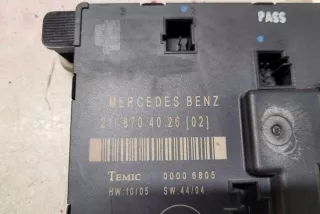 PASS
MERCEDES BENZ
211 870 40 26 [02]
TEMIC 0000 6805
HW:10/05 SW:44/04